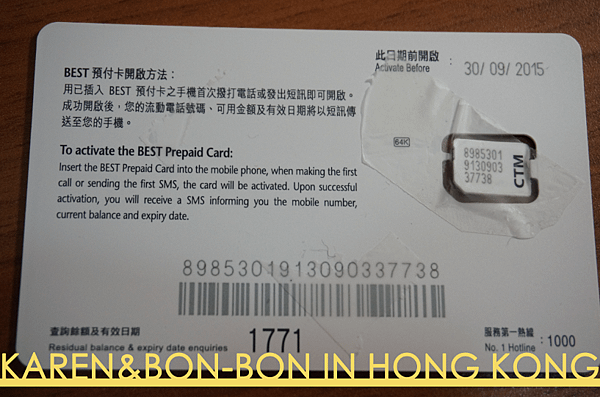 此日期前開啟 : 30/ 09/ 2015
Activate Before
BEST 預付卡開啟方法：
用已插入 BEST 預付卡之手機首次撥打電話或發出短訊即可開啟。
成功開啟後，您的流動電話號碼、可用金額及有效日期將以短訊傳
送至您的手機。
To activate the BEST Prepaid Card:
Insert the BEST Prepaid Card into the mobile phone, when making the first
call or sending the first SMS, the card will be activated. Upon successful
activation, you will receive a SMS informing you the mobile number,
current balance and expiry date.
64K
8985301
9130903
37738
CTM
89853019130903​37738
查詢餘額及有效日期
Residual balance & expiry date enquiries 1771
服務第一熱線 : 1000
No. 1 Hotline
KAREN&BON-BON IN HONG KONG